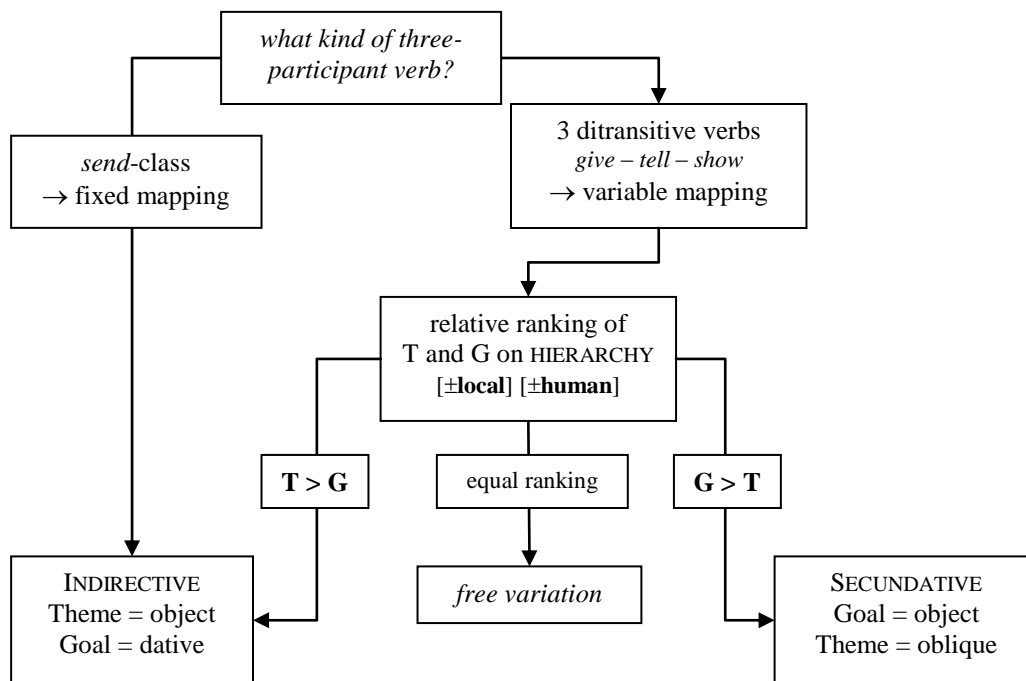 what kind of three-
participant verb?
send-class
→ fixed mapping
3 ditransitive verbs
give – tell – show
→ variable mapping
relative ranking of
T and G on HIERARCHY
[±local] [±human]
T > G
equal ranking
G > T
INDIRECTIVE
Theme = object
Goal = dative
free variation
SECUNDATIVE
Goal = object
Theme = oblique